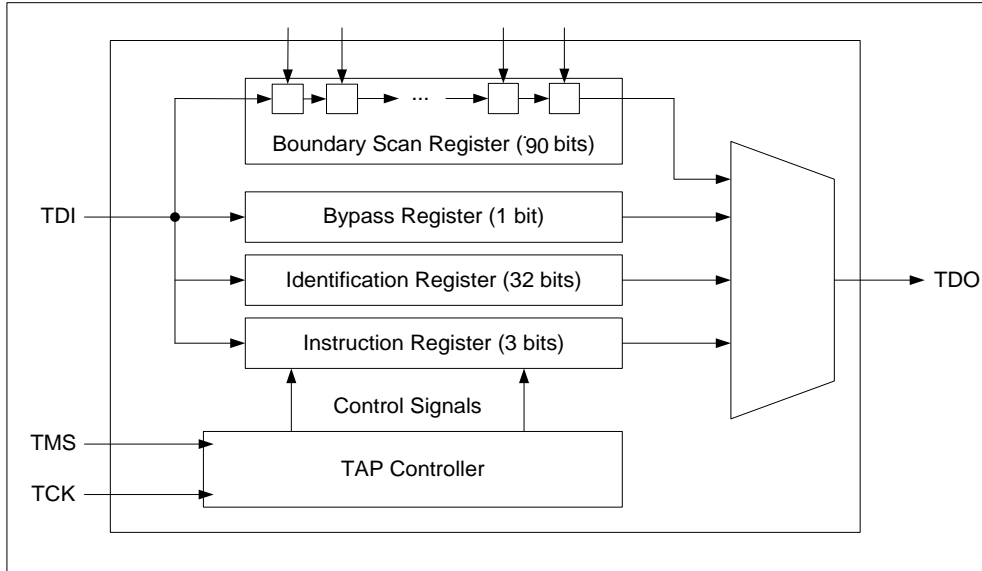 ...
Boundary Scan Register (90 bits)
TDI
Bypass Register (1 bit)
Identification Register (32 bits)
TDO
Instruction Register (3 bits)
Control Signals
TMS
TAP Controller
TCK